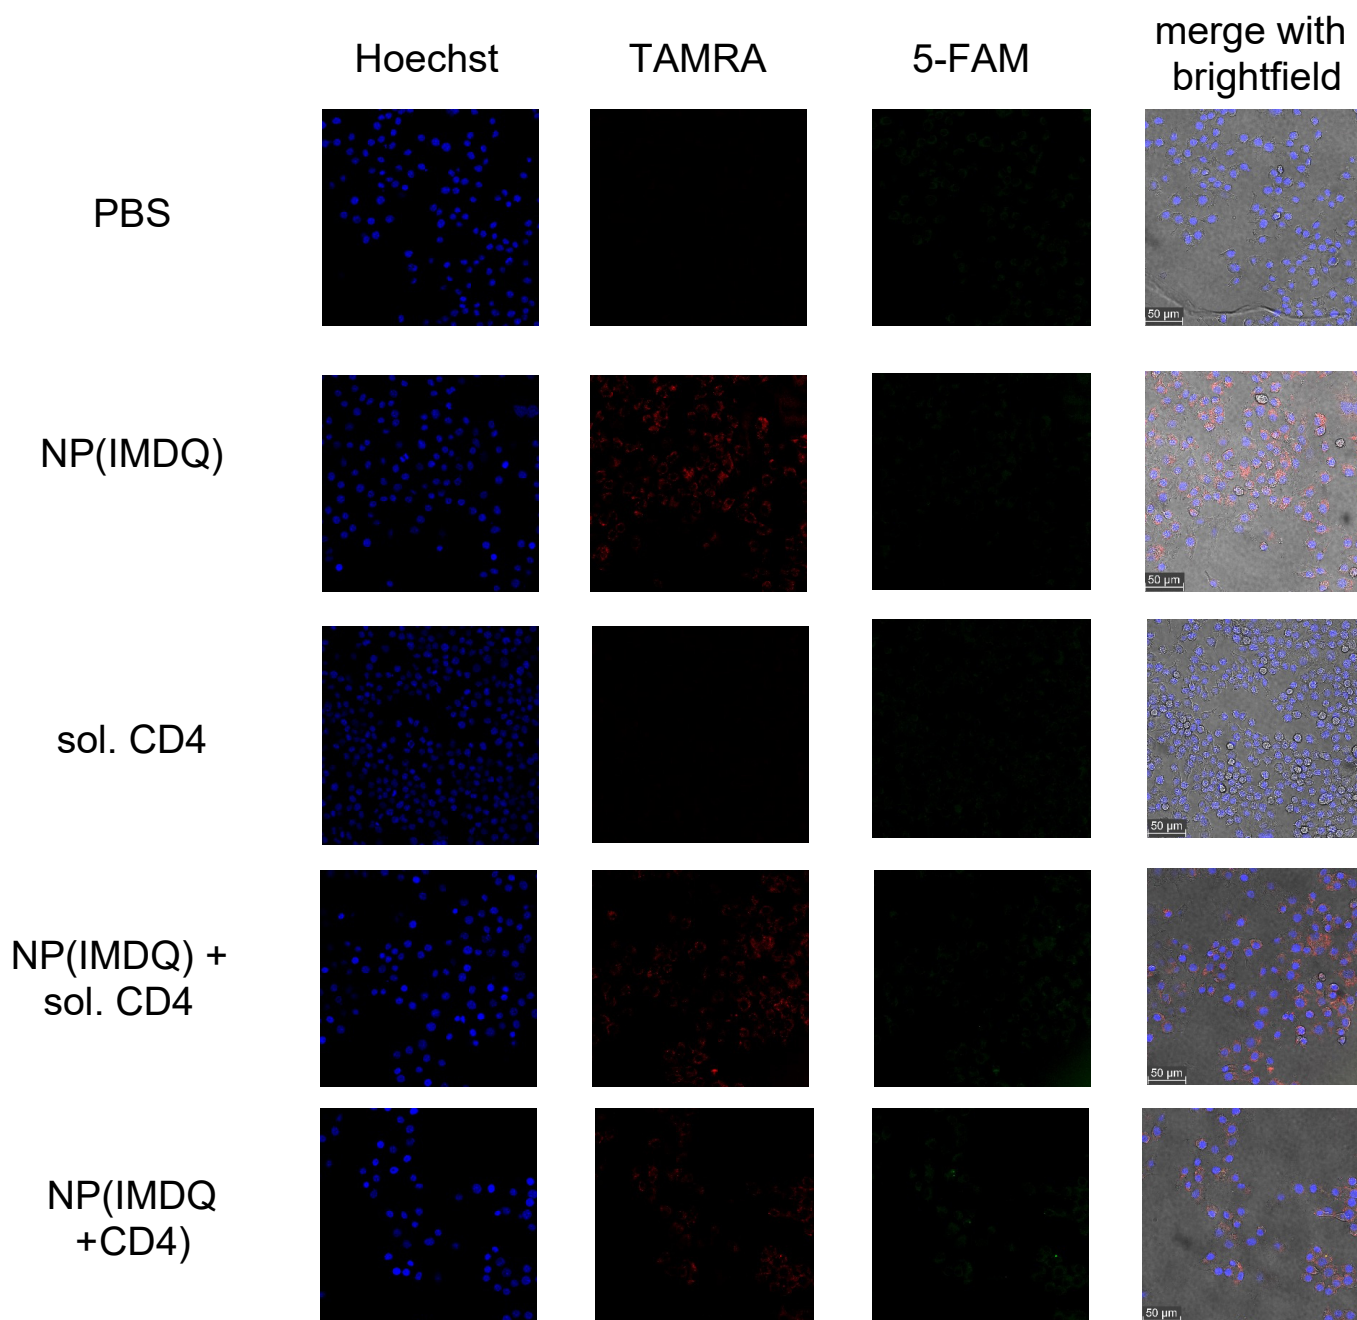 Hoechst
TAMRA
5-FAM
merge with
brightfield
PBS
50 µm
NP(IMDQ)
50 µm
sol. CD4
50 µm
NP(IMDQ) +
sol. CD4
50 µm
NP(IMDQ
+CD4)
50 µm